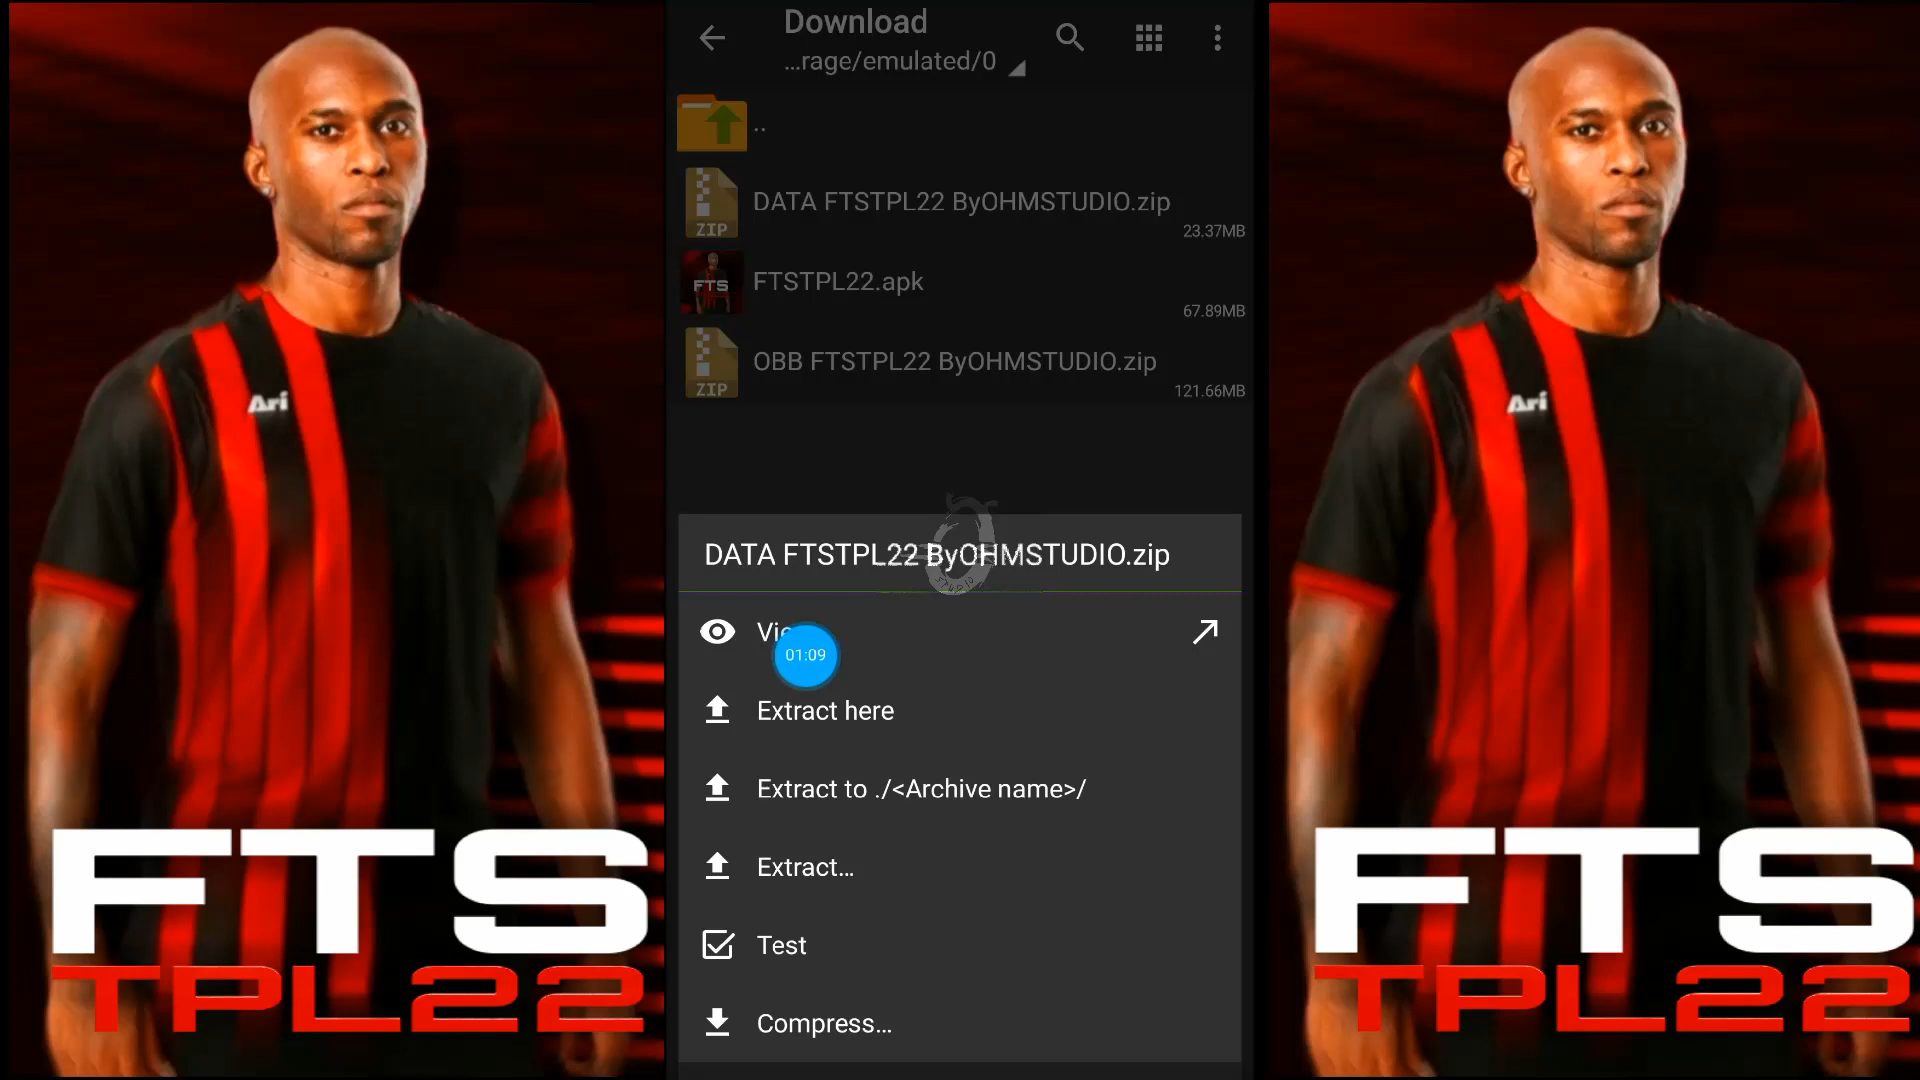 Ari
FTS
TPL22
Download
...rage/emulated/0
..
ZIP
DATA FTSTPL22 ByOHMSTUDIO.zip
23.37MB
FTS
FTSTPL22.apk
67.89MB
ZIP
OBB FTSTPL22 ByOHMSTUDIO.zip
121.66MB
DATA FTSTPL22 ByOHMSTUDIO.zip
STUDIO
Vie
01:09
Extract here
Extract to ./<Archive name>/
Extract...
Test
Compress...
Ari
FTS
TPL22